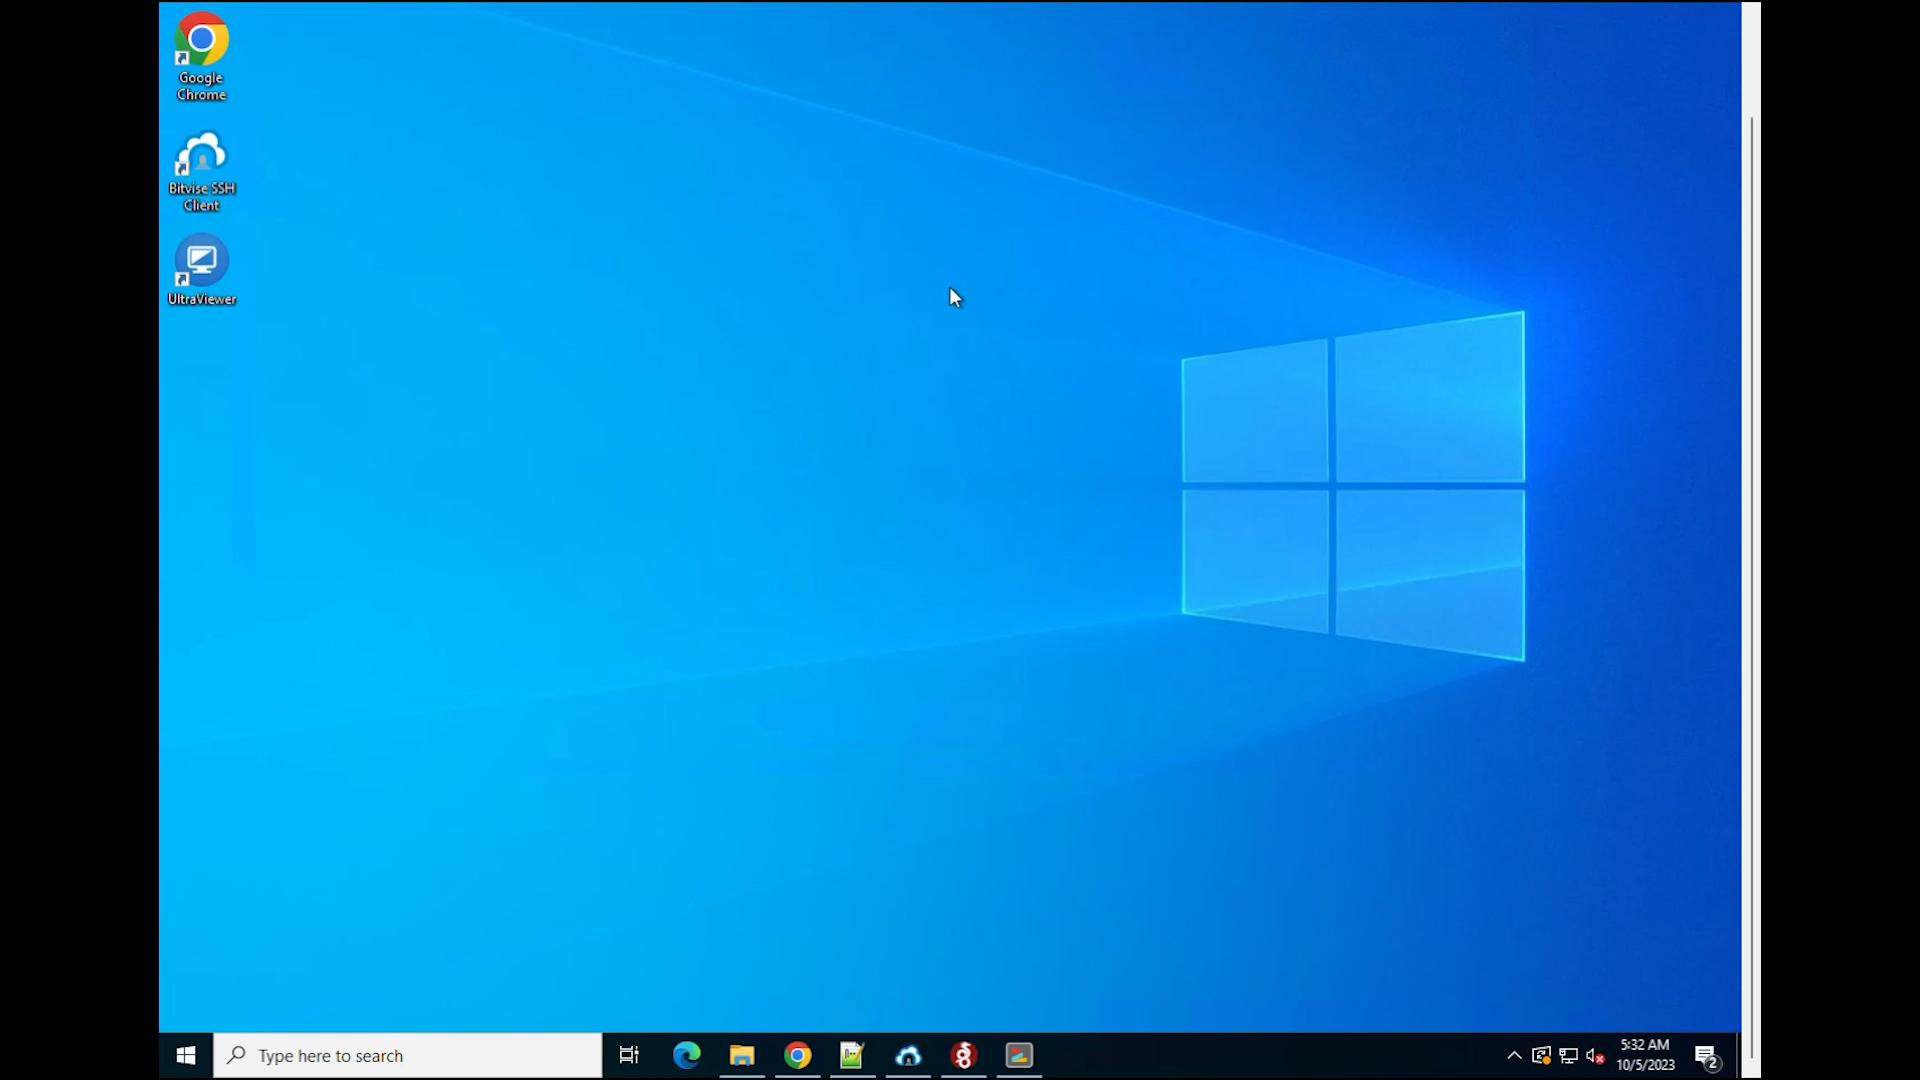 Google
Chrome
Bitvise SSH
Client
UltraViewer
Type here to search
5:32 AM
10/5/2023
2